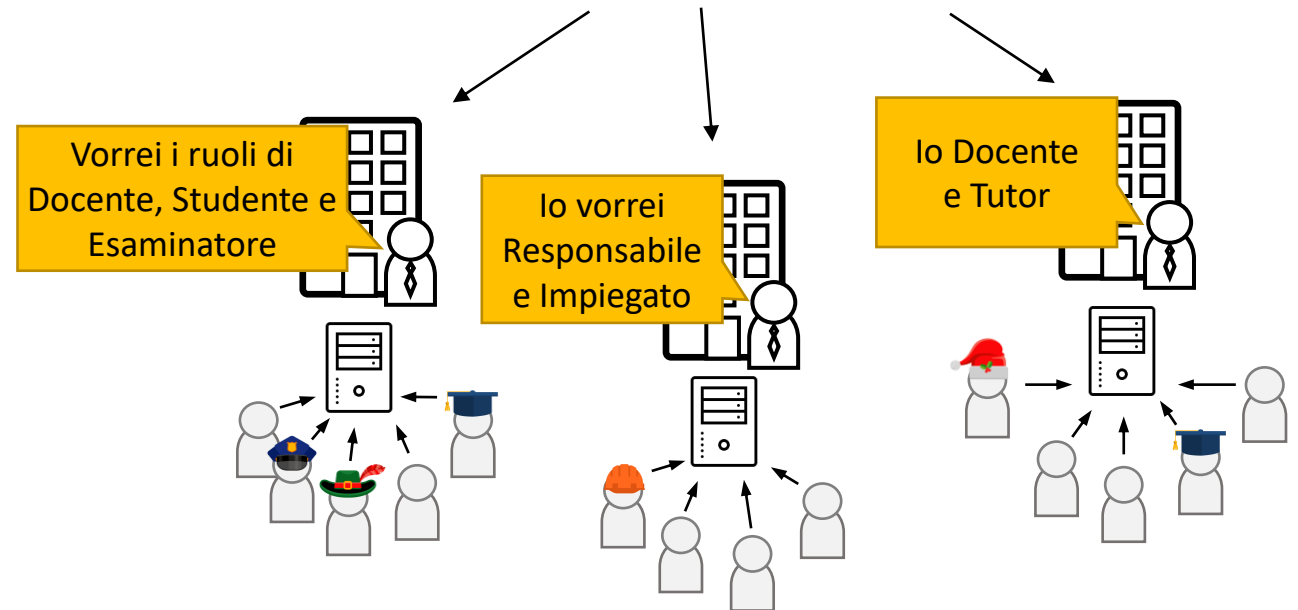 Vorrei i ruoli di
Docente, Studente e
Esaminatore
Io vorrei
Responsabile
e Impiegato
Io Docente
e Tutor